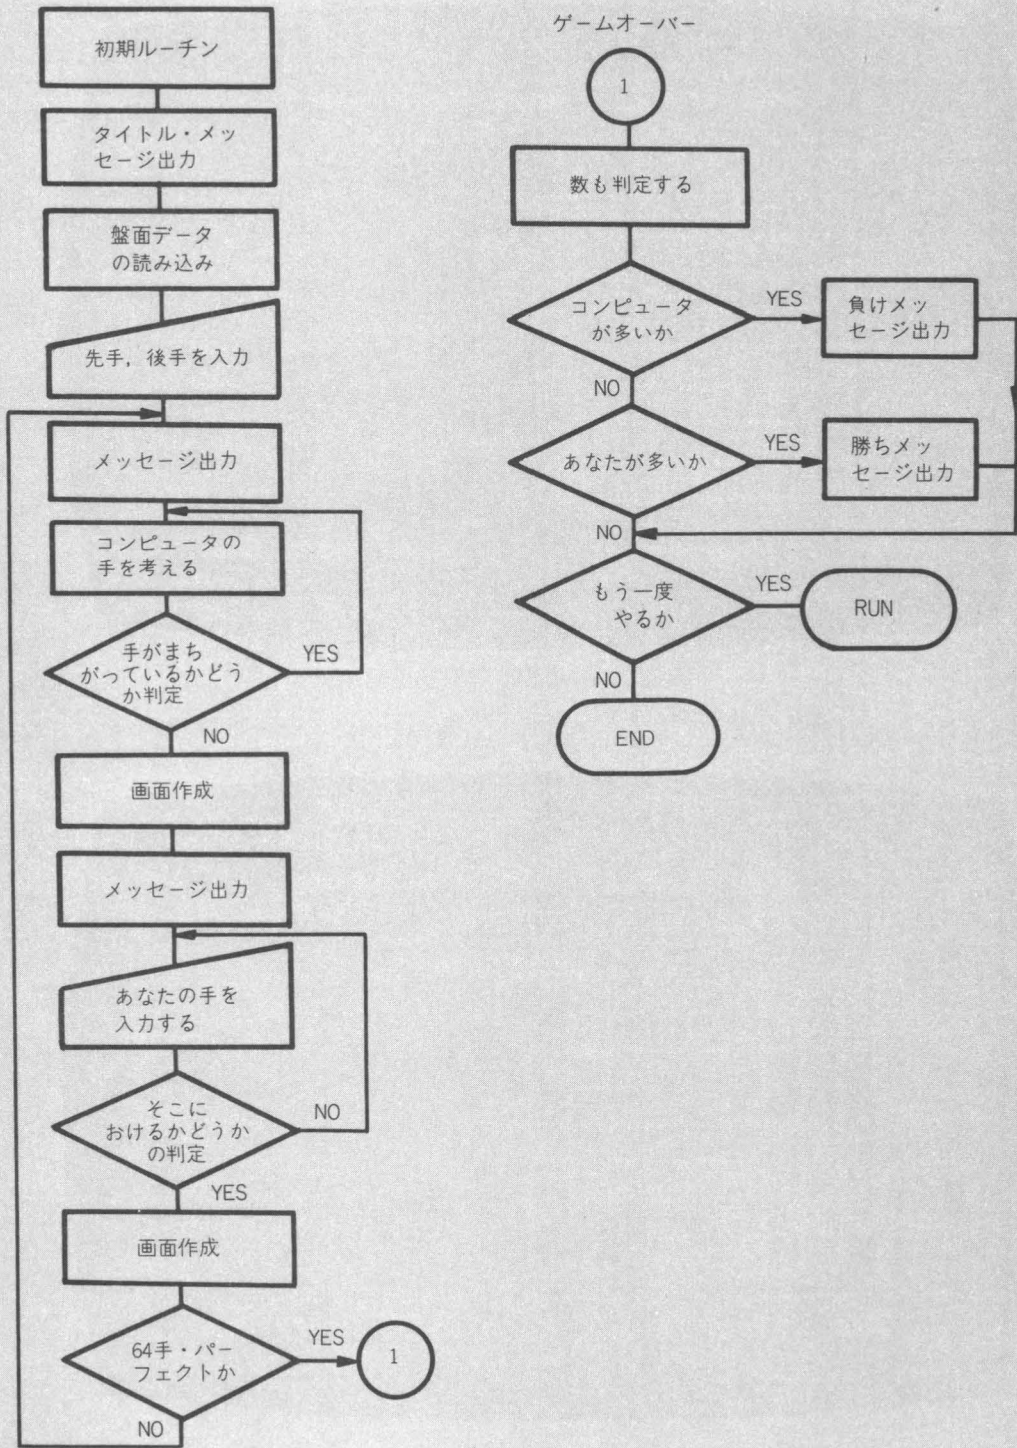 初期ルーチン
タイトル・メッ
セージ出力
盤面データ
の読み込み
先手，後手を入力
メッセージ出力
コンピュータの
手を考える
手がまち
がっているかどう
か判定
YES
NO
画面作成
メッセージ出力
あなたの手を
入力する
そこに
おけるかどうか
の判定
NO
YES
画面作成
64手・パー
フェクトか
YES
1
NO
ゲームオーバー
1
数も判定する
コンピュータ
が多いか
YES
負けメッ
セージ出力
NO
あなたが多いか
YES
勝ちメッ
セージ出力
NO
もう一度
やるか
YES
RUN
NO
END